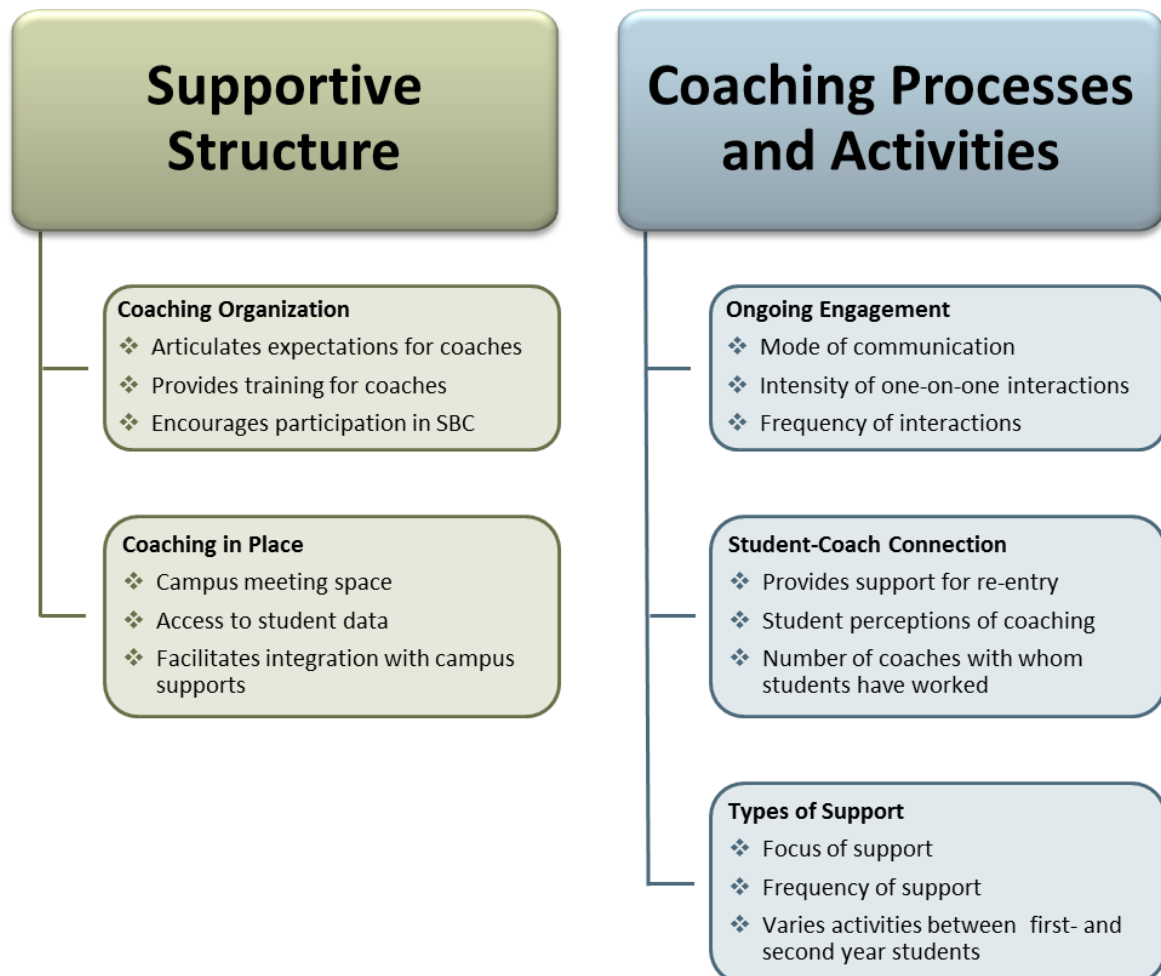 Supportive
Structure
Coaching Organization
❖ Articulates expectations for coaches
❖ Provides training for coaches
❖ Encourages participation in SBC
Coaching in Place
❖ Campus meeting space
❖ Access to student data
❖ Facilitates integration with campus
supports
Coaching Processes
and Activities
Ongoing Engagement
❖ Mode of communication
❖ Intensity of one-on-one interactions
❖ Frequency of interactions
Student-Coach Connection
❖ Provides support for re-entry
❖ Student perceptions of coaching
❖ Number of coaches with whom
students have worked
Types of Support
❖ Focus of support
❖ Frequency of support
❖ Varies activities between  first- and
second year students